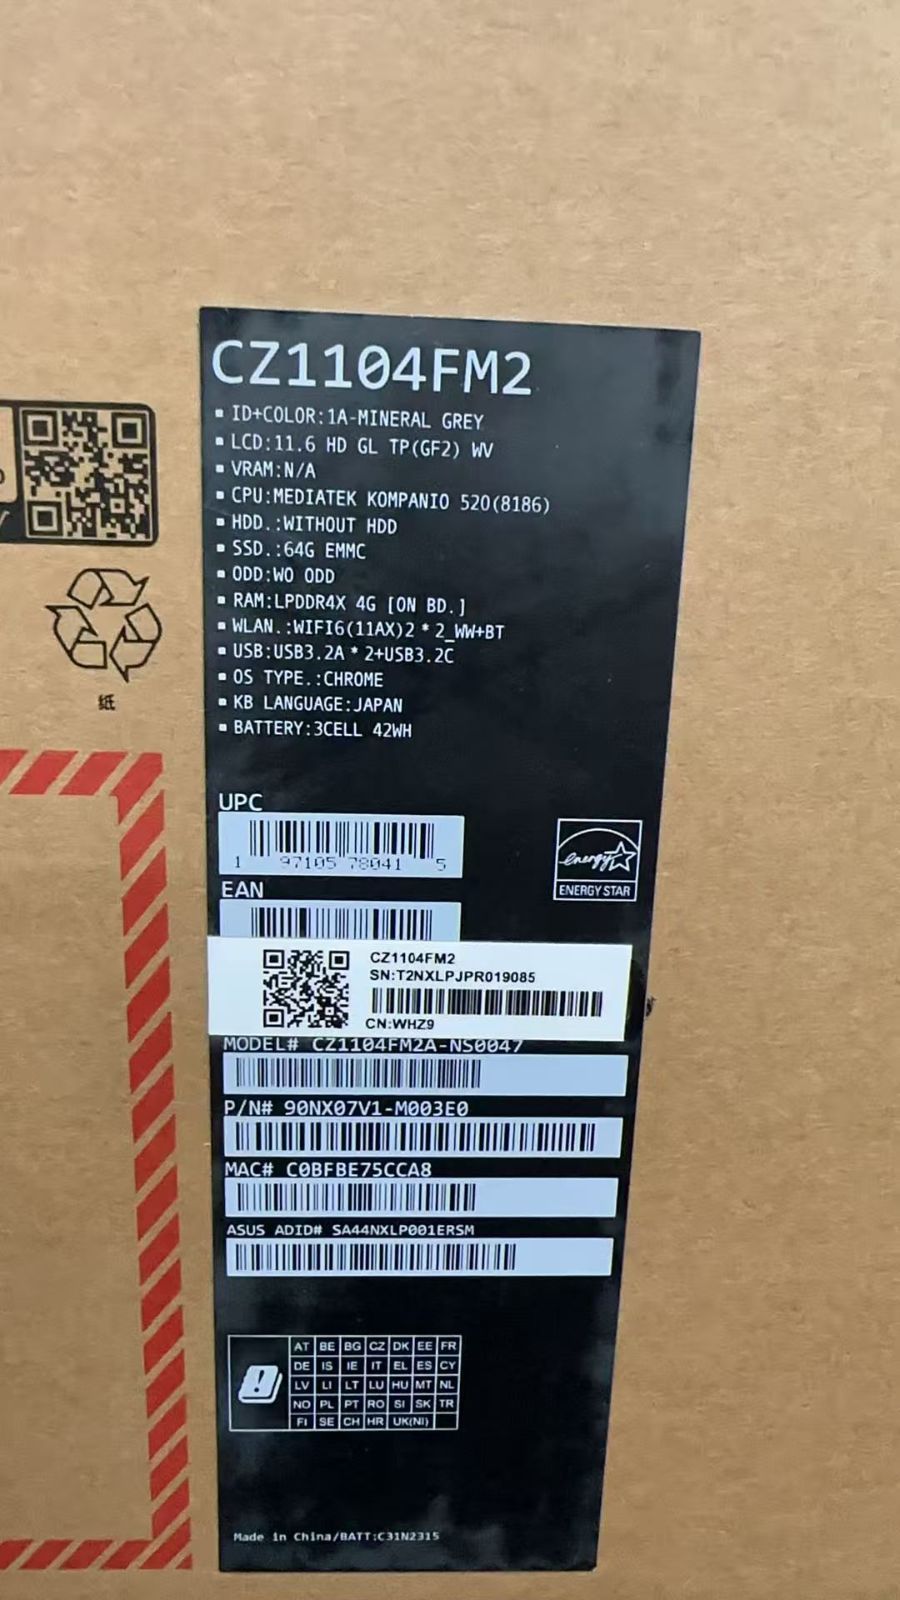 CZ1104FM2
▪ ID+COLOR:1A-MINERAL GREY
▪ LCD:11.6 HD GL TP(GF2) WV
▪ VRAM:N/A
▪ CPU:MEDIATEK KOMPANIO 520(8186)
▪ HDD.:WITHOUT HDD
▪ SSD.:64G EMMC
▪ ODD:WO ODD
▪ RAM:LPDDR4X 4G [ON BD.]
▪ WLAN.:WIFI6(11AX)2*2_WW+BT
▪ USB:USB3.2A*2+USB3.2C
▪ OS TYPE.:CHROME
▪ KB LANGUAGE:JAPAN
▪ BATTERY:3CELL 42WH
纸
UPC
1 97105 78041 5
energy
ENERGY STAR
EAN
CZ1104FM2
SN:T2NXLPJPR019085
CN:WHZ9
MODEL# CZ1104FM2A-NS0047
P/N# 90NX07V1-M003E0
MAC# C0BFBE75CCA8
ASUS ADID# SA44NXLP001ERSM
AT BE BG CZ DK EE FR
DE IS IE IT EL ES CY
LV LI LT LU HU MT NL
NO PL PT RO SI SK TR
FI SE CH HR UK(NI)
Made in China/BATT:C31N2315